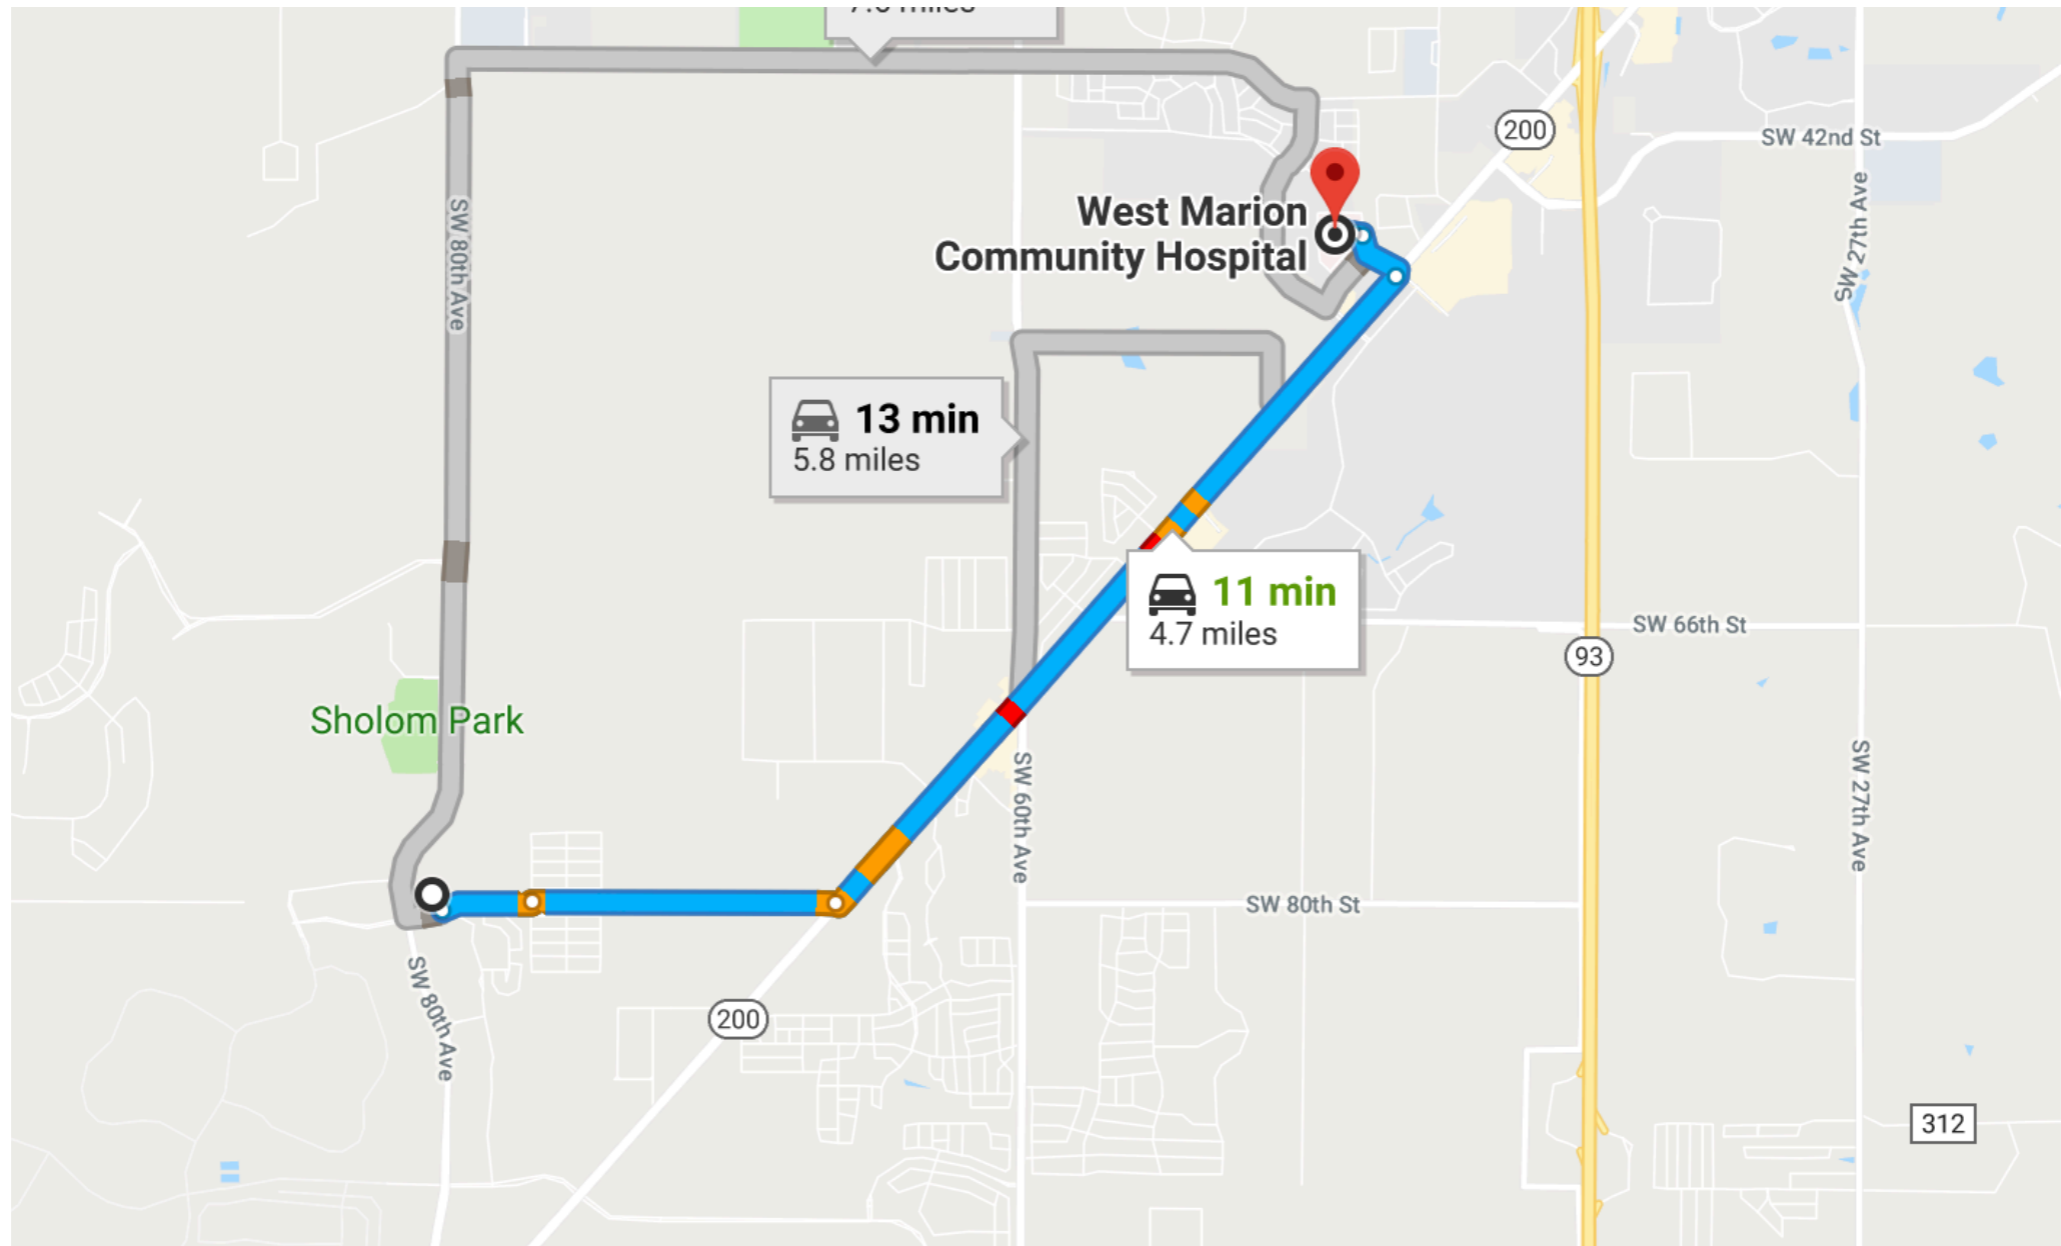 200
SW 42nd St
SW 80th Ave
SW 27th Ave
West Marion
Community Hospital
13 min
5.8 miles
11 min
4.7 miles
SW 66th St
93
Sholom Park
SW 60th Ave
SW 27th Ave
SW 80th St
SW 80th Ave
200
312